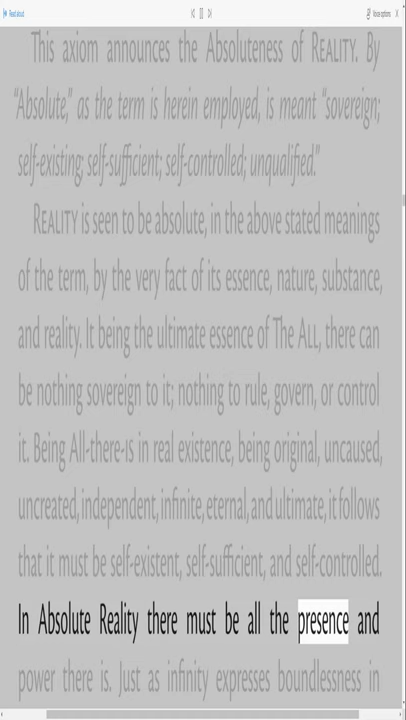 Read aloud
Voice options
This axiom announces the Absoluteness of REALITY. By
“Absolute,” as the term is herein employed, is meant “sovereign;
self-existing; self-sufficient; self-controlled; unqualified.”
REALITY is seen to be absolute, in the above stated meanings
of the term, by the very fact of its essence, nature, substance,
and reality. It being the ultimate essence of The ALL, there can
be nothing sovereign to it; nothing to rule, govern, or control
it. Being All-there-is in real existence, being original, uncaused,
uncreated, independent, infinite, eternal, and ultimate, it follows
that it must be self-existent, self-sufficient, and self-controlled.
In Absolute Reality there must be all the presence and
power there is. Just as infinity expresses boundlessness in